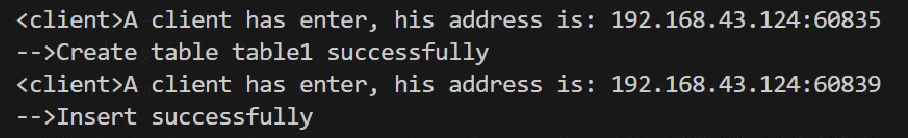 <client>A client has enter, his address is: 192.168.43.124:60835
-->Create table table1 successfully
<client>A client has enter, his address is: 192.168.43.124:60839
-->Insert successfully